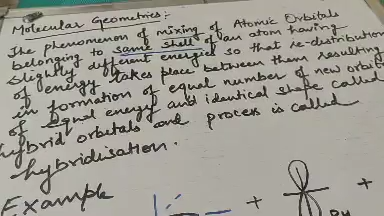 Molecular Geometries:
The phenomenon of mixing of Atomic Orbitals
belonging to same shell of an atom having
slightly different energies so that re-distribution
of energy takes place between them resulting
in formation of equal number of new orbitals
of equal energy and identical shape called
hybrid orbitals and process is called
hybridisation.
Example
+ +